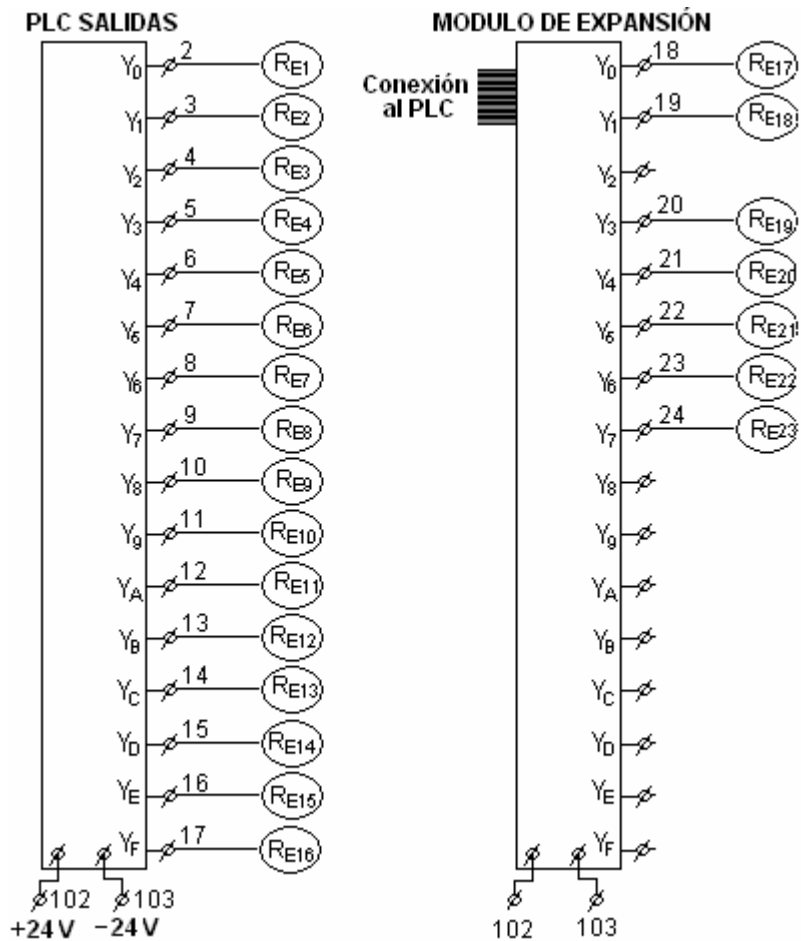 PLC SALIDAS
Y0 2 RE1
Y1 3 RE2
Y2 4 RE3
Y3 5 RE4
Y4 6 RE5
Y5 7 RE6
Y6 8 RE7
Y7 9 RE8
Y8 10 RE9
Y9 11 RE10
YA 12 RE11
YB 13 RE12
YC 14 RE13
YD 15 RE14
YE 16 RE15
YF 17 RE16
102 103
+24V -24V
MODULO DE EXPANSIÓN
Conexión
al PLC
Y0 18 RE17
Y1 19 RE18
Y2
Y3 20 RE19
Y4 21 RE20
Y5 22 RE21
Y6 23 RE22
Y7 24 RE23
Y8
Y9
YA
YB
YC
YD
YE
YF
102 103